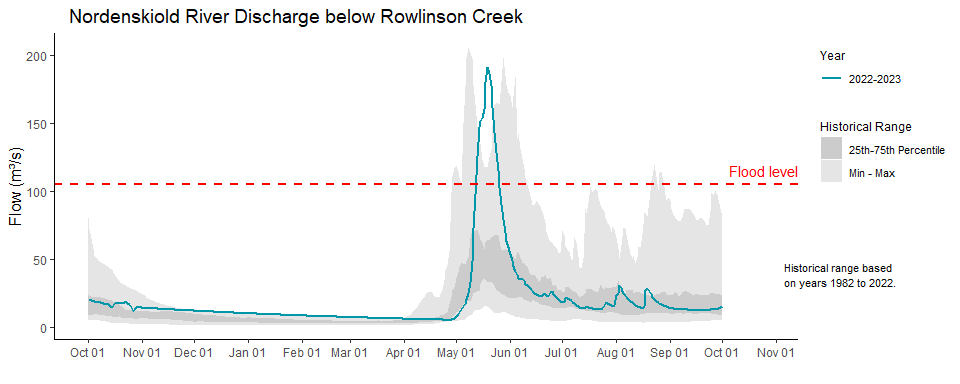 Nordenskiold River Discharge below Rowlinson Creek
Flow (m³/s)
200
150
100
50
0
Oct 01 Nov 01 Dec 01 Jan 01 Feb 01 Mar 01 Apr 01 May 01 Jun 01 Jul 01 Aug 01 Sep 01 Oct 01 Nov 01
Flood level
Year
2022-2023
Historical Range
25th-75th Percentile
Min - Max
Historical range based
on years 1982 to 2022.